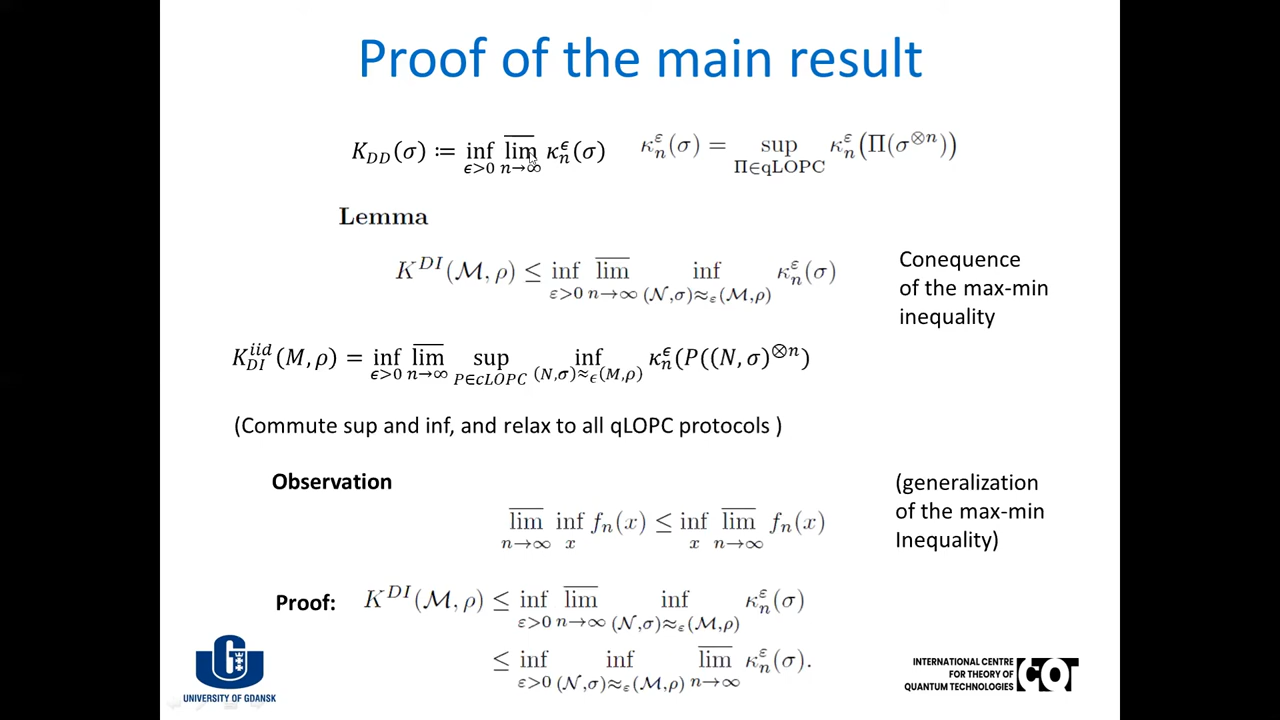 Proof of the main result
K_{DD}(σ) ≔ inf_{ϵ>0} \overline{lim}_{n→∞} κ_n^ϵ(σ)    κ_n^ε(σ) = sup_{Π∈qLOPC} κ_n^ε(Π(σ^{⊗n}))
Lemma
K^{DI}(ℳ, ρ) ≤ inf_{ε>0} \overline{lim}_{n→∞} inf_{(𝒩,σ)≈_ε(ℳ,ρ)} κ_n^ε(σ)
Conequence
of the max-min
inequality
K_{DI}^{iid}(M, ρ) = inf_{ϵ>0} \overline{lim}_{n→∞} sup_{P∈cLOPC} inf_{(N,σ)≈_ϵ(M,ρ)} κ_n^ϵ(P((N, σ)^{⊗n})
(Commute sup and inf, and relax to all qLOPC protocols )
Observation
\overline{lim}_{n→∞} inf_x f_n(x) ≤ inf_x \overline{lim}_{n→∞} f_n(x)
(generalization
of the max-min
Inequality)
Proof: K^{DI}(ℳ, ρ) ≤ inf_{ε>0} \overline{lim}_{n→∞} inf_{(𝒩,σ)≈_ε(ℳ,ρ)} κ_n^ε(σ)
≤ inf_{ε>0} inf_{(𝒩,σ)≈_ε(ℳ,ρ)} \overline{lim}_{n→∞} κ_n^ε(σ).
UNIVERSITY OF GDAŃSK
INTERNATIONAL CENTRE
FOR THEORY OF
QUANTUM TECHNOLOGIES